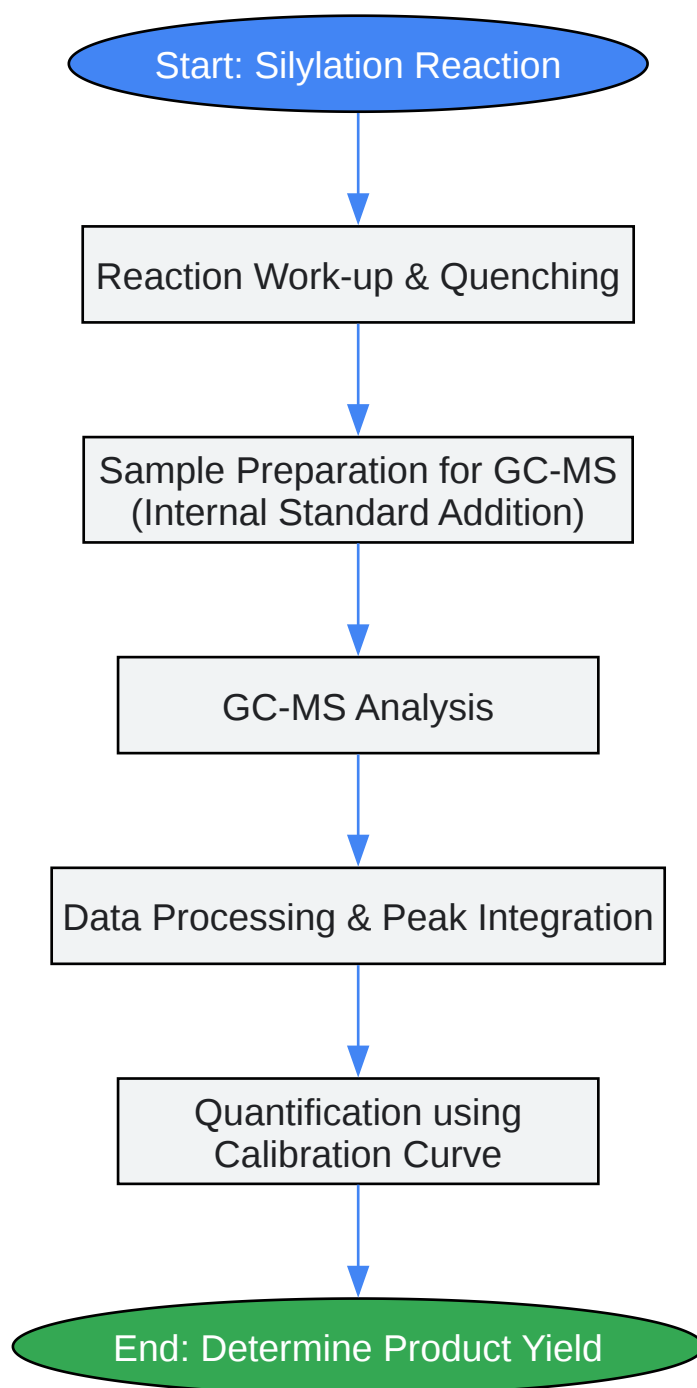 Start: Silylation Reaction
Reaction Work-up & Quenching
Sample Preparation for GC-MS
(Internal Standard Addition)
GC-MS Analysis
Data Processing & Peak Integration
Quantification using
Calibration Curve
End: Determine Product Yield